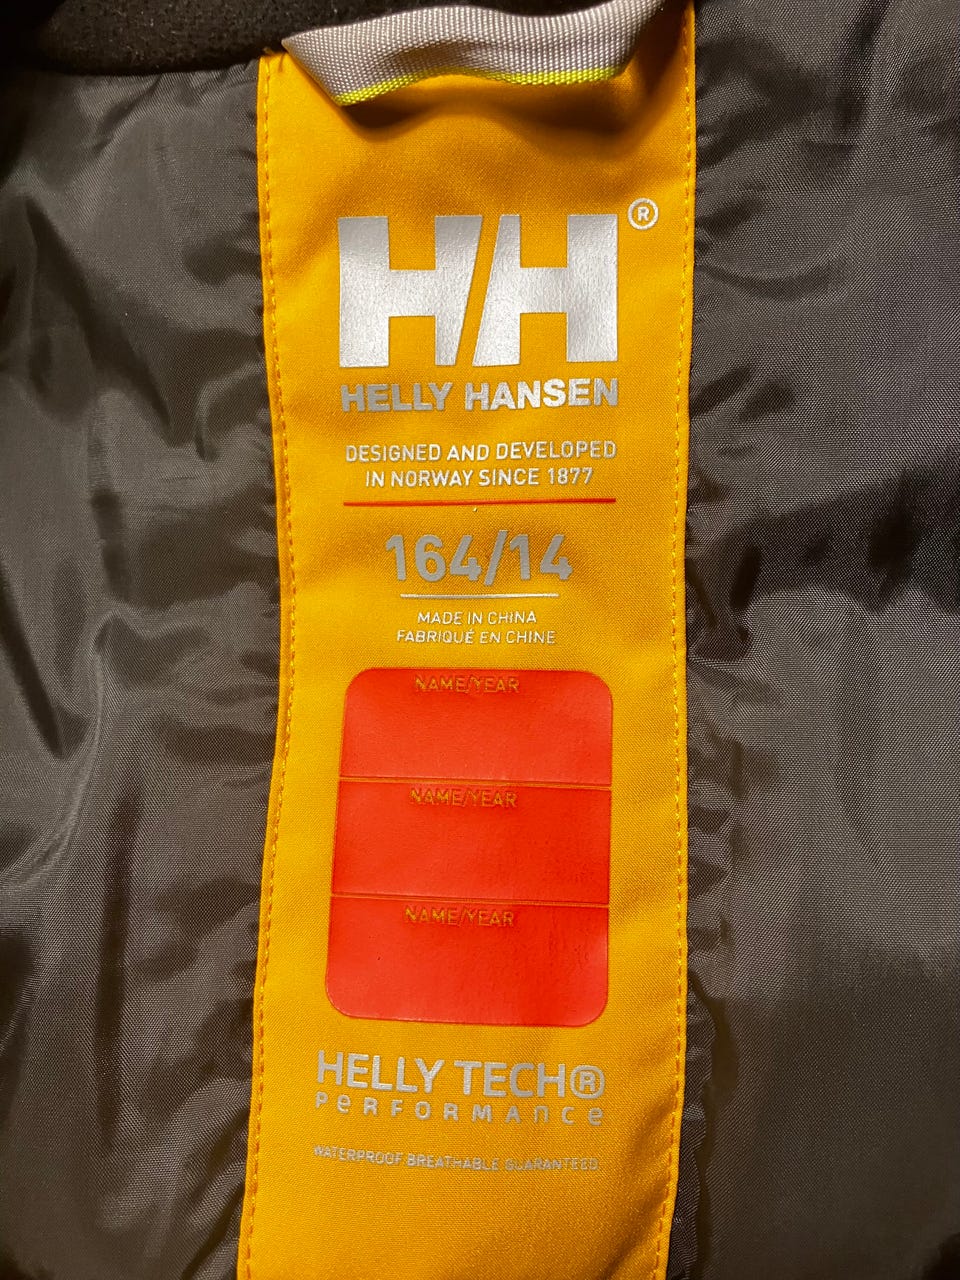 HH®
HELLY HANSEN
DESIGNED AND DEVELOPED
IN NORWAY SINCE 1877
164/14
MADE IN CHINA
FABRIQUÉ EN CHINE
NAME/YEAR
NAME/YEAR
NAME/YEAR
HELLY TECH®
PeRFORMAnce
WATERPROOF. BREATHABLE. GUARANTEED.